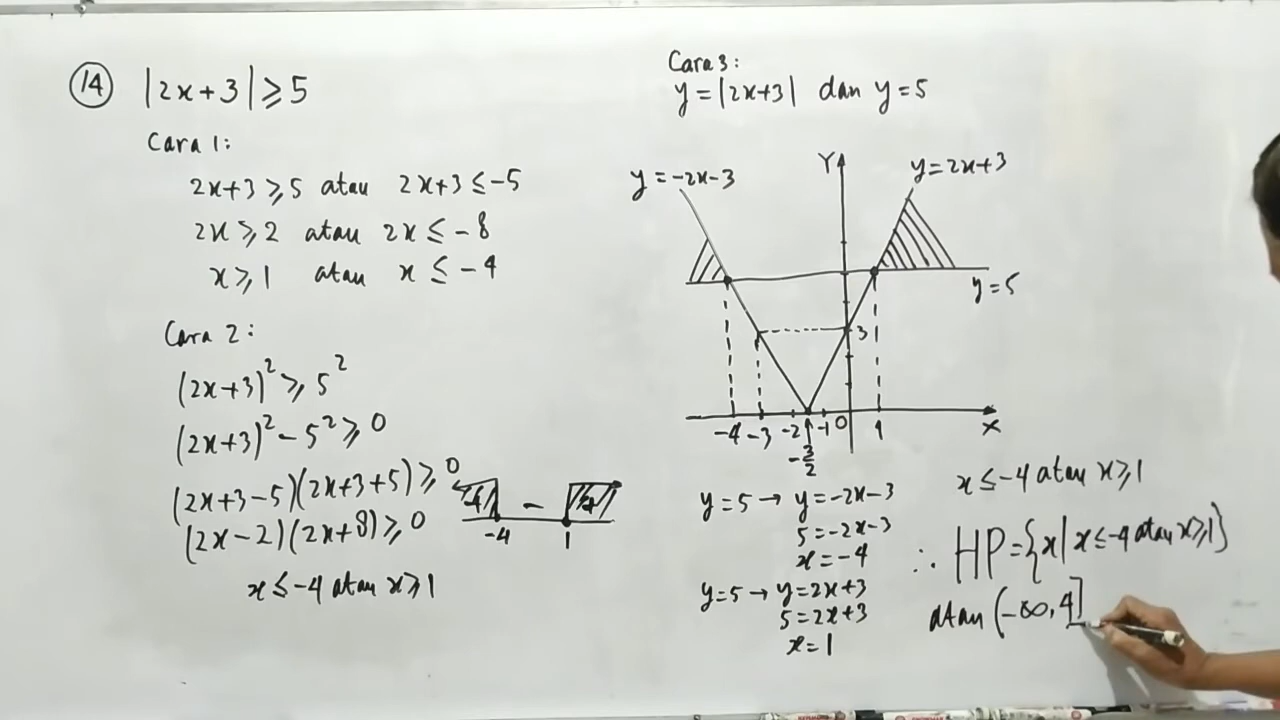 14 |2x+3| ≥ 5
Cara 1:
2x+3 ≥ 5 atau 2x+3 ≤ -5
2x ≥ 2 atau 2x ≤ -8
x ≥ 1 atau x ≤ -4
Cara 2:
(2x+3)² ≥ 5²
(2x+3)² - 5² ≥ 0
(2x+3-5)(2x+3+5) ≥ 0
(2x-2)(2x+8) ≥ 0
+ - +
-4 1
x ≤ -4 atau x ≥ 1
Cara 3:
y = |2x+3| dan y = 5
Y
y = -2x-3
y = 2x+3
y = 5
3
-4 -3 -2 -1 0 1 X
-3/2
y = 5 → y = -2x-3
5 = -2x-3
x = -4
y = 5 → y = 2x+3
5 = 2x+3
x = 1
x ≤ -4 atau x ≥ 1
∴ HP = {x | x ≤ -4 atau x ≥ 1}
atau (-∞, 4]